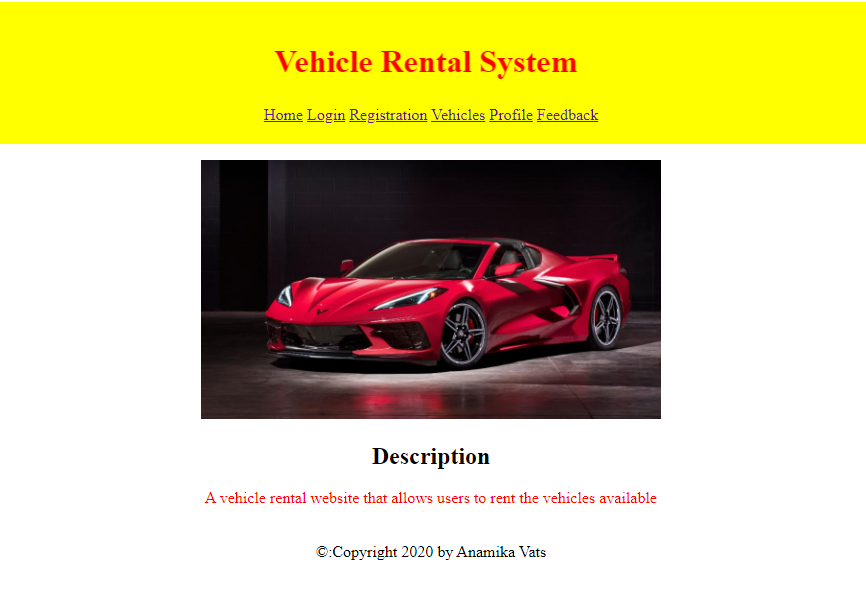 Vehicle Rental System
Home Login Registration Vehicles Profile Feedback
Description
A vehicle rental website that allows users to rent the vehicles available
©:Copyright 2020 by Anamika Vats